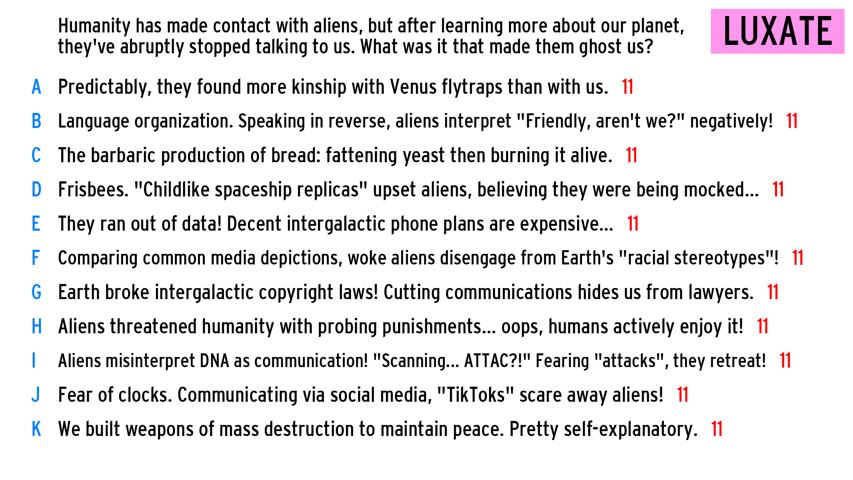 Humanity has made contact with aliens, but after learning more about our planet,
they've abruptly stopped talking to us. What was it that made them ghost us?
LUXATE
A Predictably, they found more kinship with Venus flytraps than with us. 11
B Language organization. Speaking in reverse, aliens interpret "Friendly, aren't we?" negatively! 11
C The barbaric production of bread: fattening yeast then burning it alive. 11
D Frisbees. "Childlike spaceship replicas" upset aliens, believing they were being mocked... 11
E They ran out of data! Decent intergalactic phone plans are expensive... 11
F Comparing common media depictions, woke aliens disengage from Earth's "racial stereotypes"! 11
G Earth broke intergalactic copyright laws! Cutting communications hides us from lawyers. 11
H Aliens threatened humanity with probing punishments... oops, humans actively enjoy it! 11
I Aliens misinterpret DNA as communication! "Scanning... ATTAC?!" Fearing "attacks", they retreat! 11
J Fear of clocks. Communicating via social media, "TikToks" scare away aliens! 11
K We built weapons of mass destruction to maintain peace. Pretty self-explanatory. 11